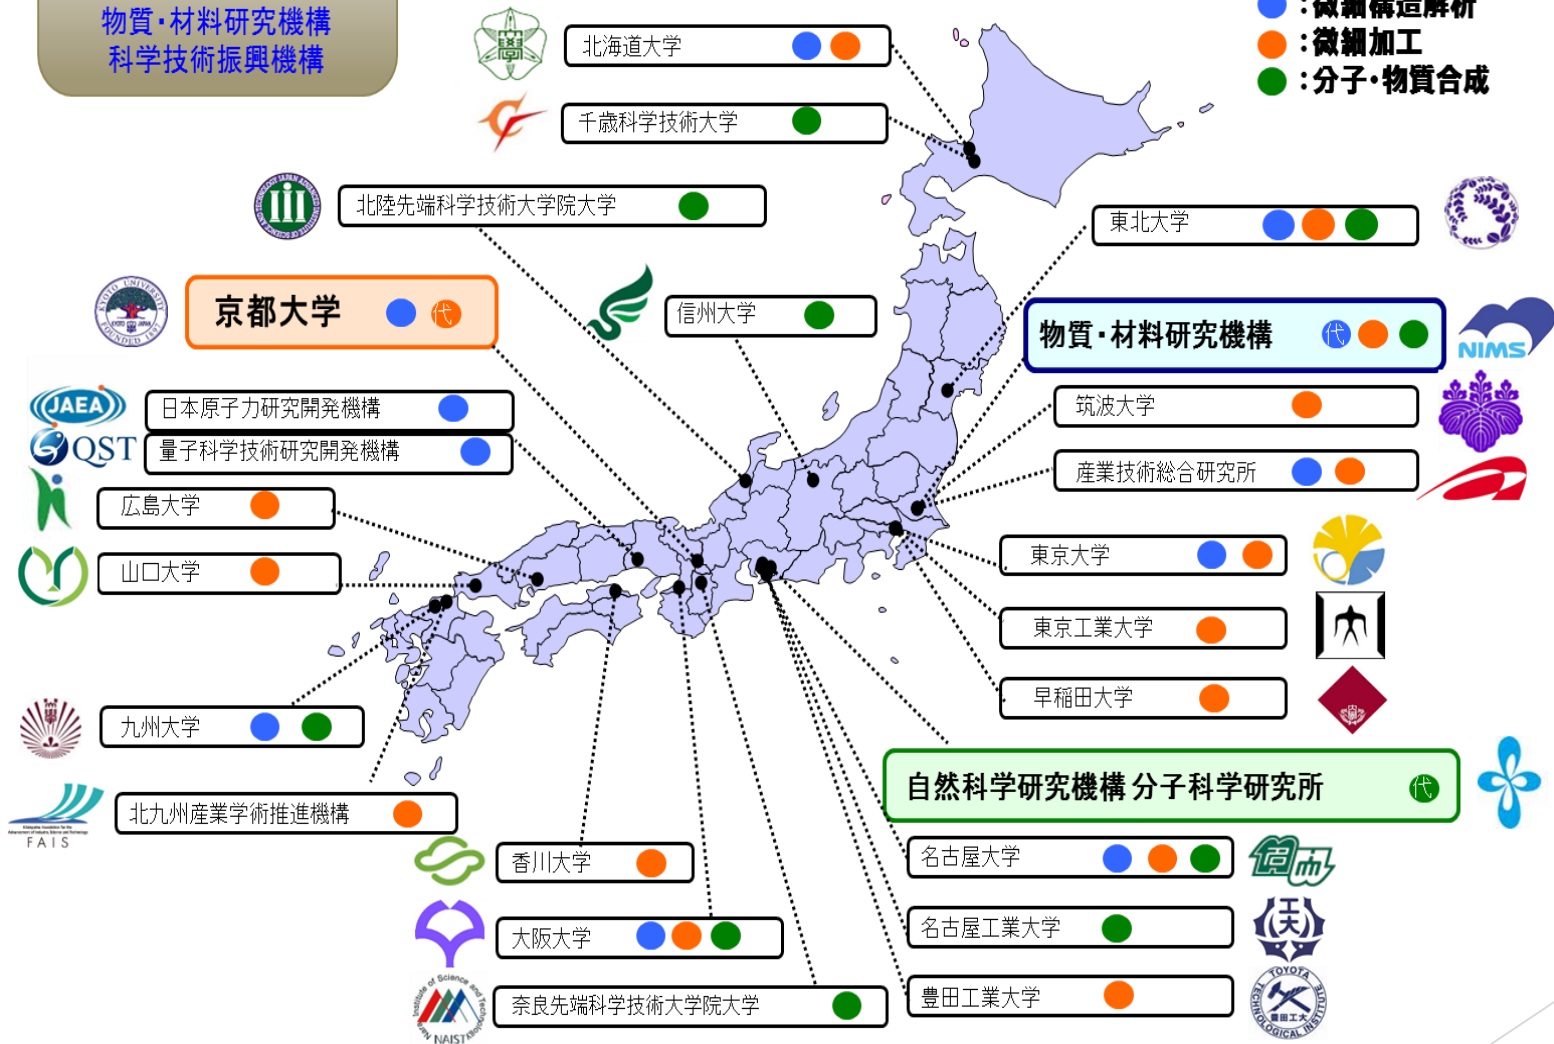 物質・材料研究機構
科学技術振興機構
：微細構造解析
：微細加工
：分子・物質合成
北海道大学
千歳科学技術大学
北陸先端科学技術大学院大学
東北大学
京都大学 代
信州大学
物質・材料研究機構 代
NIMS
JAEA
日本原子力研究開発機構
筑波大学
QST
量子科学技術研究開発機構
産業技術総合研究所
広島大学
東京大学
山口大学
東京工業大学
早稲田大学
九州大学
自然科学研究機構 分子科学研究所 代
北九州産業学術推進機構
FAIS
香川大学
名古屋大学
大阪大学
名古屋工業大学
奈良先端科学技術大学院大学
NAIST
豊田工業大学
TOYOTA
TECHNOLOGICAL INSTITUTE
豊田工大